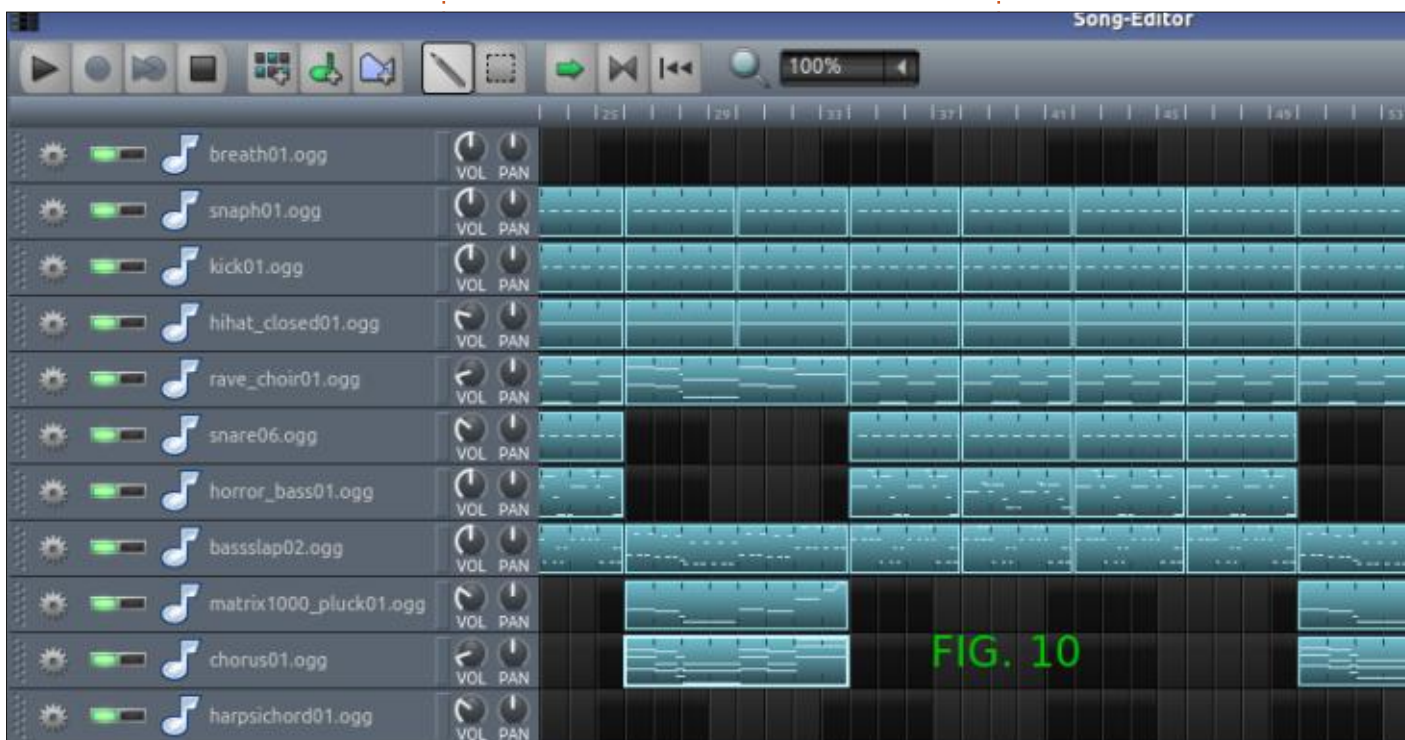 Song-Editor
100%
25 29 33 37 41 45 49 53
breath01.ogg VOL PAN
snaph01.ogg VOL PAN
kick01.ogg VOL PAN
hihat_closed01.ogg VOL PAN
rave_choir01.ogg VOL PAN
snare06.ogg VOL PAN
horror_bass01.ogg VOL PAN
bassslap02.ogg VOL PAN
matrix1000_pluck01.ogg VOL PAN
chorus01.ogg VOL PAN
FIG. 10
harpsichord01.ogg VOL PAN